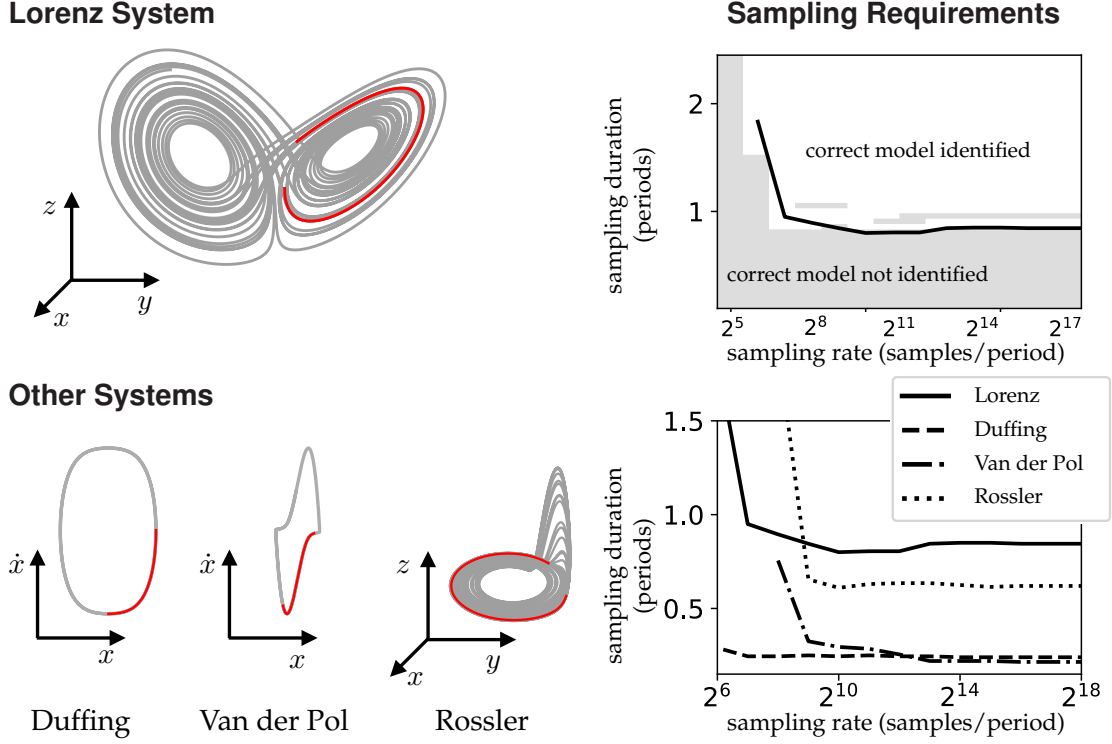 Lorenz System
z
y
x
Sampling Requirements
sampling duration
(periods)
2
1
correct model identified
correct model not identified
2^5
2^8
2^11
2^14
2^17
sampling rate (samples/period)
Other Systems
ẋ
x
Duffing
ẋ
x
Van der Pol
z
y
x
Rossler
Lorenz
Duffing
Van der Pol
Rossler
sampling duration
(periods)
1.5
1.0
0.5
2^6
2^10
2^14
2^18
sampling rate (samples/period)